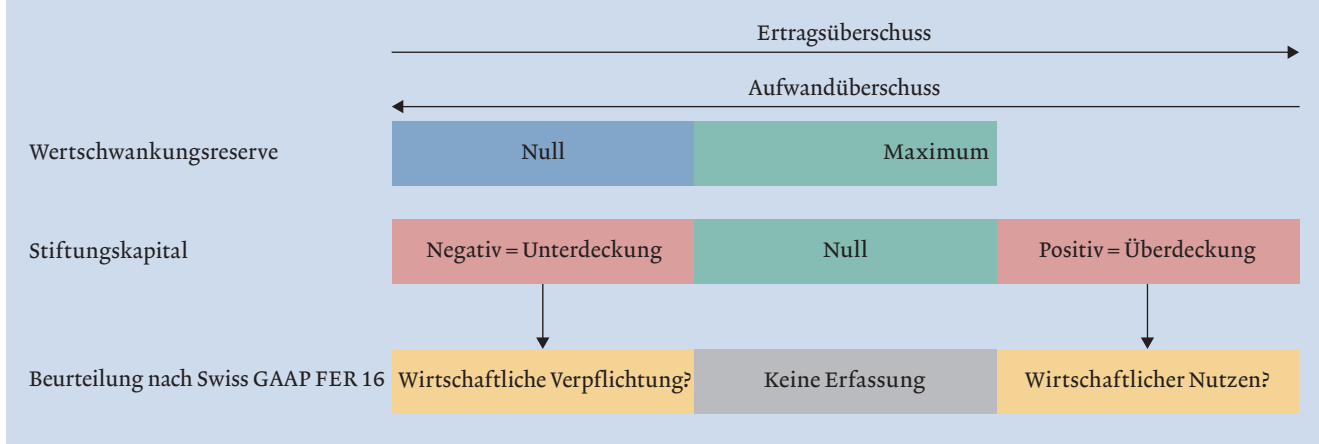 Ertragsüberschuss
Aufwandüberschuss
Wertschwankungsreserve Null Maximum
Stiftungskapital Negativ = Unterdeckung Null Positiv = Überdeckung
Beurteilung nach Swiss GAAP FER 16 Wirtschaftliche Verpflichtung? Keine Erfassung Wirtschaftlicher Nutzen?